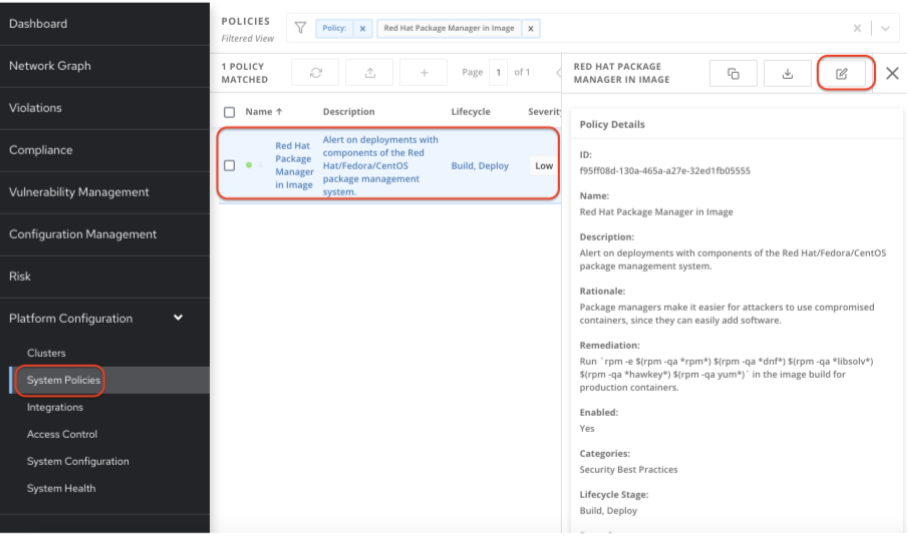 Dashboard
Network Graph
Violations
Compliance
Vulnerability Management
Configuration Management
Risk
Platform Configuration
Clusters
System Policies
Integrations
Access Control
System Configuration
System Health
POLICIES
Filtered View
Policy: x
Red Hat Package Manager in Image x
1 POLICY
MATCHED
Page 1 of 1
Name
Description
Lifecycle
Severity
Red Hat
Package
Manager
in Image
Alert on deployments with
components of the Red
Hat/Fedora/CentOS
package management
system.
Build, Deploy
Low
RED HAT PACKAGE
MANAGER IN IMAGE
Policy Details
ID:
f95ff08d-130a-465a-a27e-32ed1fb05555
Name:
Red Hat Package Manager in Image
Description:
Alert on deployments with components of the Red Hat/Fedora/CentOS
package management system.
Rationale:
Package managers make it easier for attackers to use compromised
containers, since they can easily add software.
Remediation:
Run `rpm -e $(rpm -qa *rpm*) $(rpm -qa *dnf*) $(rpm -qa *libsolv*)
$(rpm -qa *hawkey*) $(rpm -qa yum*)` in the image build for
production containers.
Enabled:
Yes
Categories:
Security Best Practices
Lifecycle Stage:
Build, Deploy